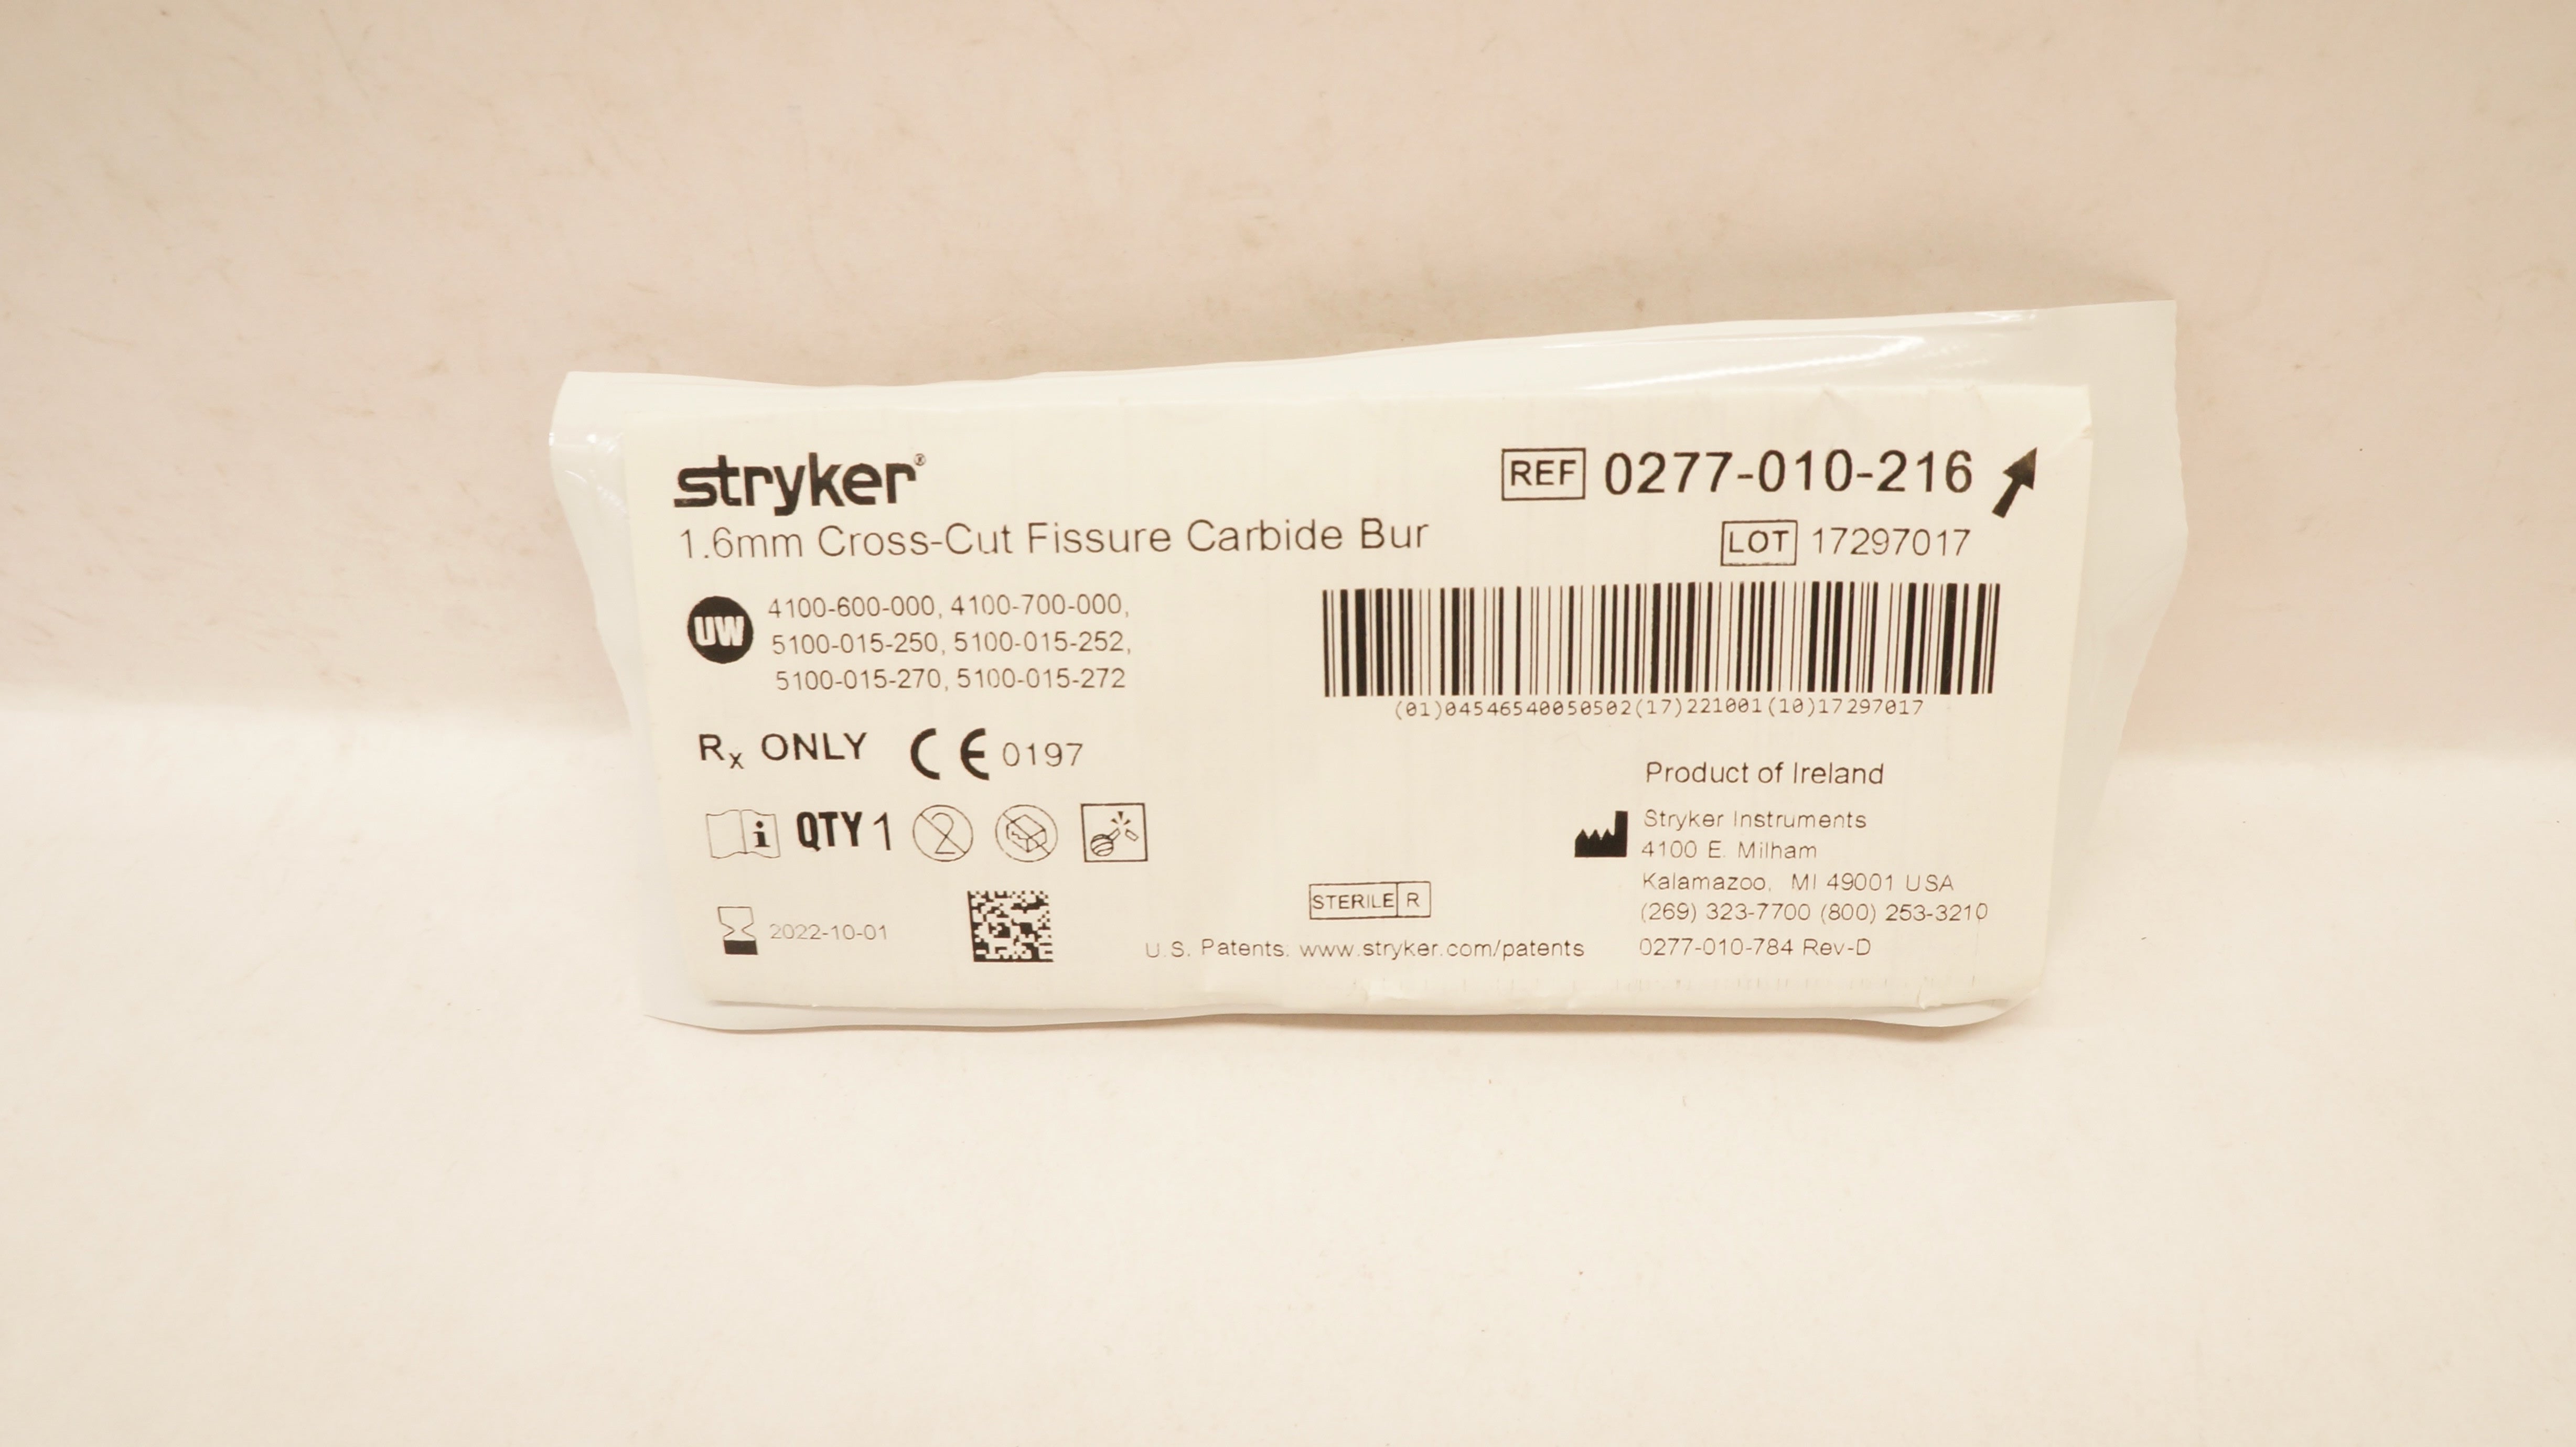 stryker®
1.6mm Cross-Cut Fissure Carbide Bur
REF 0277-010-216
LOT 17297017
UW
4100-600-000, 4100-700-000,
5100-015-250, 5100-015-252,
5100-015-270, 5100-015-272
(01)04546540050502(17)221001(10)17297017
Rx ONLY CE 0197
Product of Ireland
i QTY 1 2
Stryker Instruments
4100 E. Milham
Kalamazoo, MI 49001 USA
(269) 323-7700 (800) 253-3210
0277-010-784 Rev-D
2022-10-01
STERILE R
U.S. Patents: www.stryker.com/patents